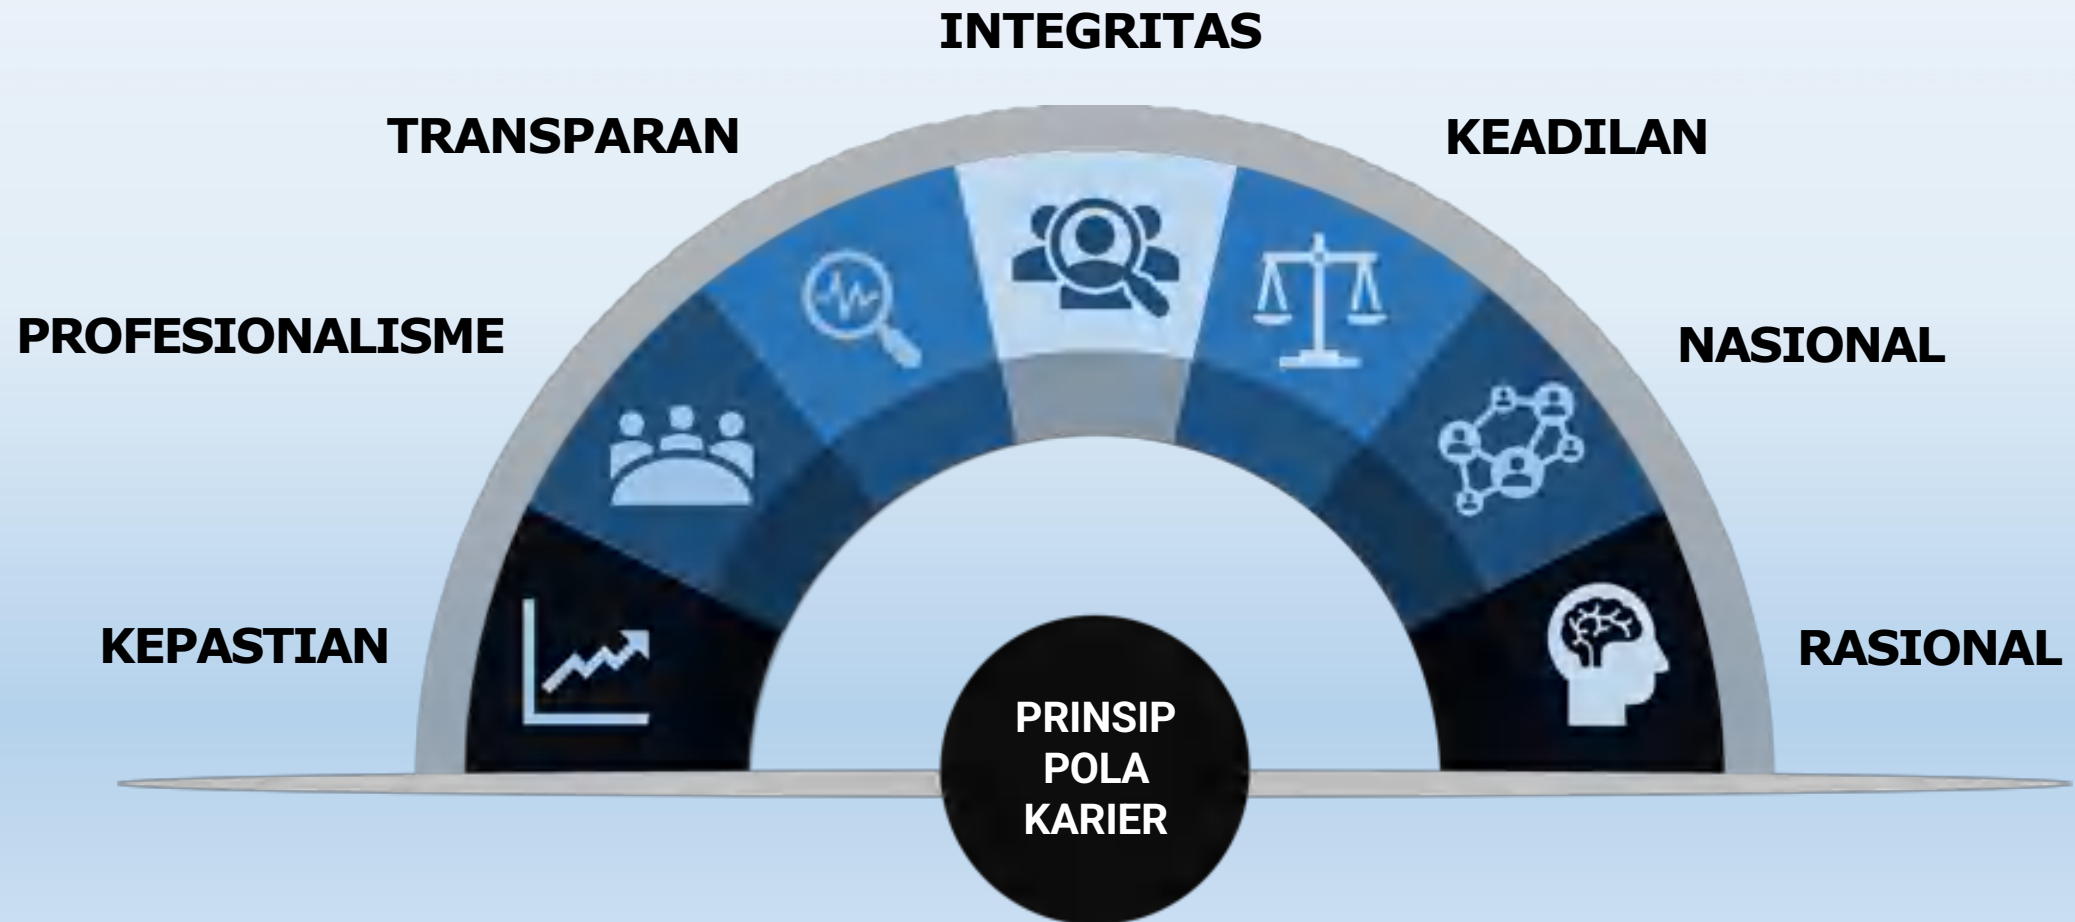 INTEGRITAS
TRANSPARAN
KEADILAN
PROFESIONALISME
NASIONAL
KEPASTIAN
RASIONAL
PRINSIP
POLA
KARIER